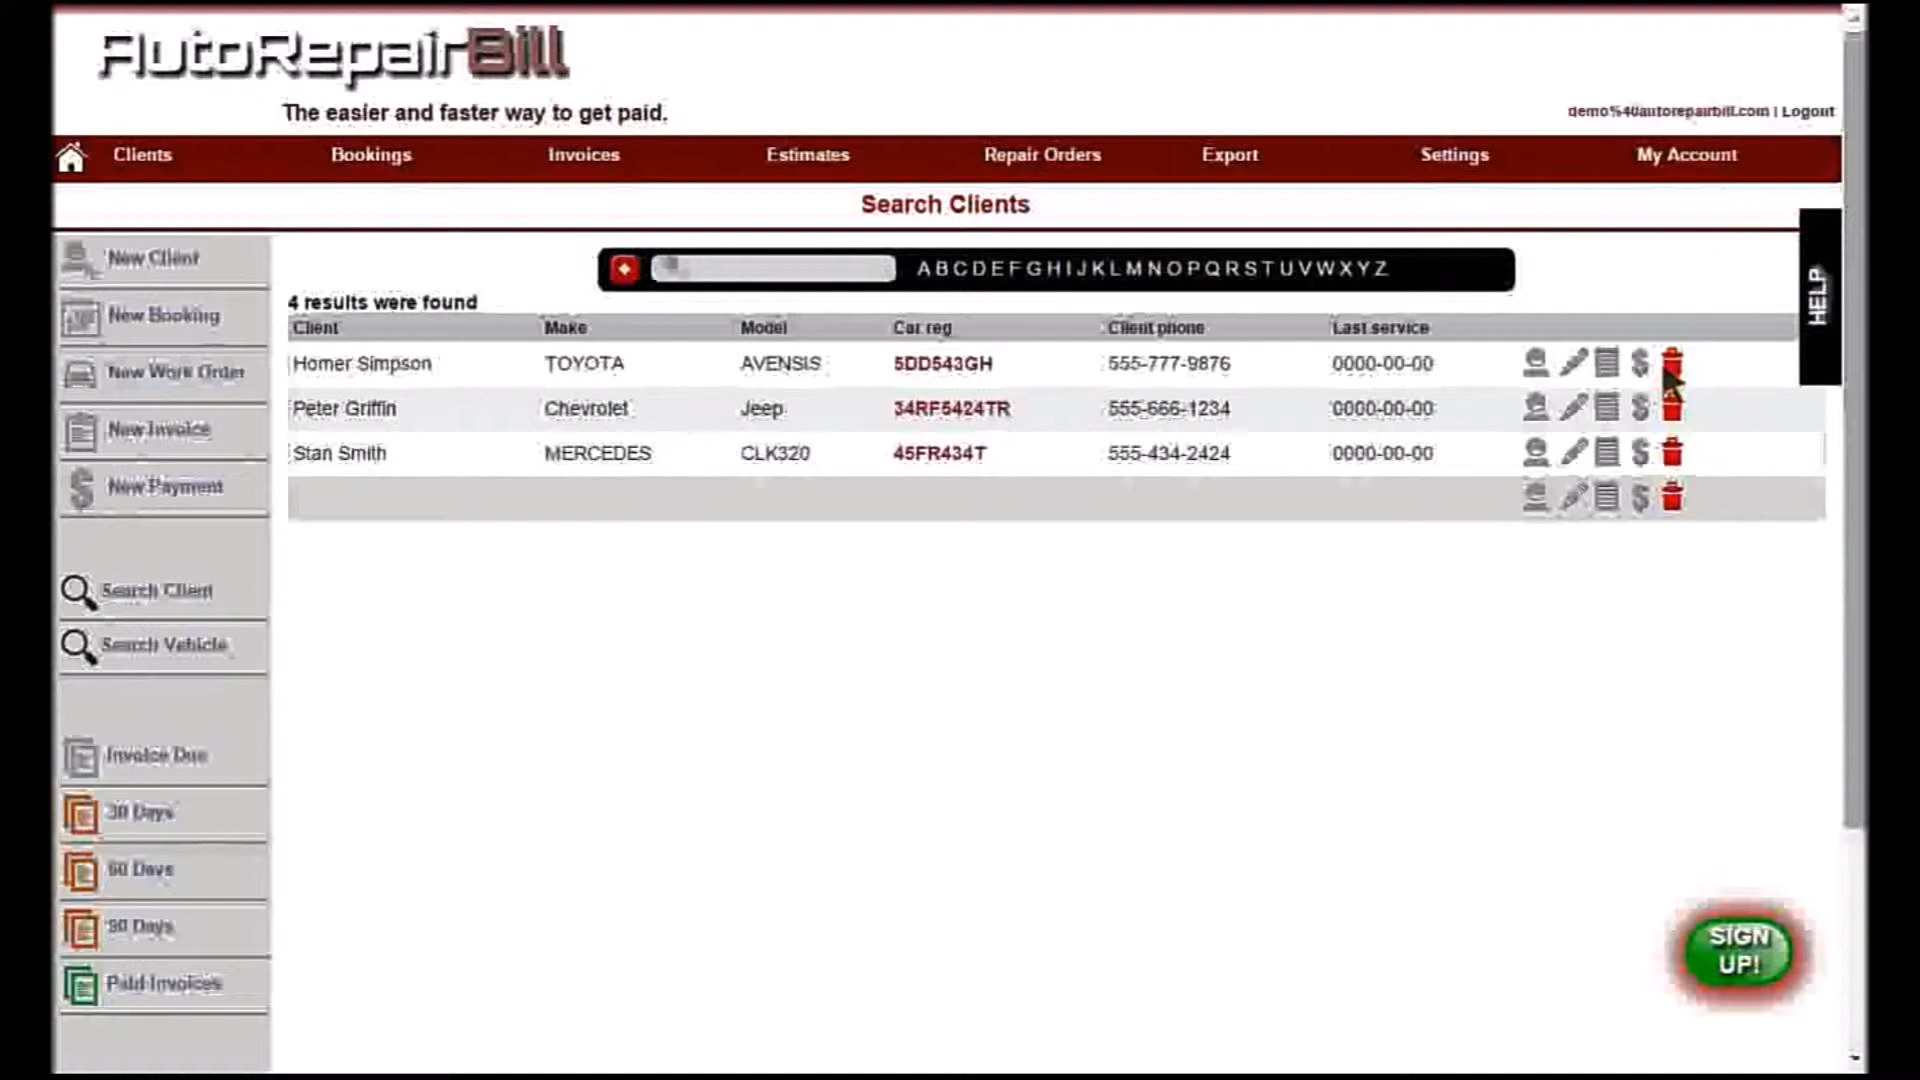 AutoRepairBill
The easier and faster way to get paid.
demo%40autorepairbill.com | Logout
Clients Bookings Invoices Estimates Repair Orders Export Settings My Account
Search Clients
New Client
New Booking
New Work Order
New Invoice
New Payment
Search Client
Search Vehicle
Invoice Due
30 Days
60 Days
90 Days
Paid Invoices
A B C D E F G H I J K L M N O P Q R S T U V W X Y Z
4 results were found
Client Make Model Car reg Client phone Last service
Homer Simpson TOYOTA AVENSIS 5DD543GH 555-777-9876 0000-00-00
Peter Griffin Chevrolet Jeep 34RF5424TR 555-666-1234 0000-00-00
Stan Smith MERCEDES CLK320 45FR434T 555-434-2424 0000-00-00
HELP
SIGN
UP!